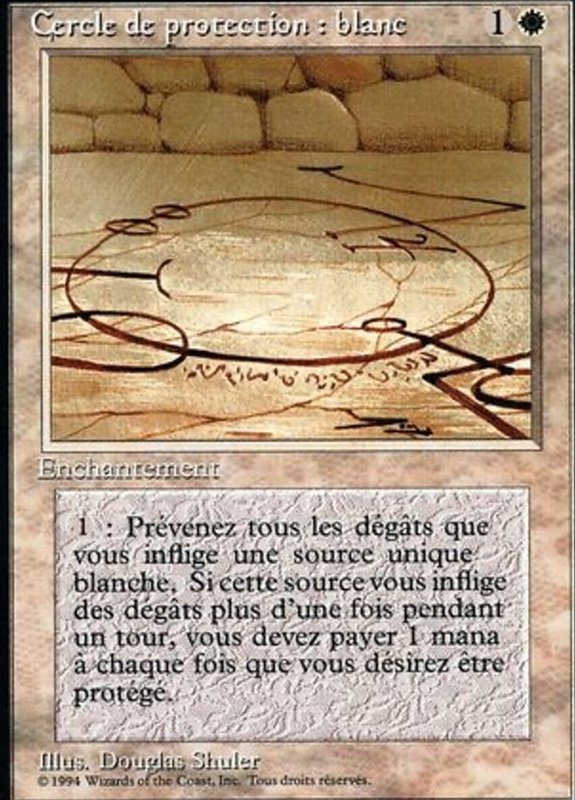 Cercle de protection : blanc 1
Enchantement
1 : Prévenez tous les dégâts que
vous inflige une source unique
blanche. Si cette source vous inflige
des dégâts plus d'une fois pendant
un tour, vous devez payer 1 mana
à chaque fois que vous désirez être
protégé.
Illus. Douglas Shuler
© 1994 Wizards of the Coast, Inc. Tous droits réservés.